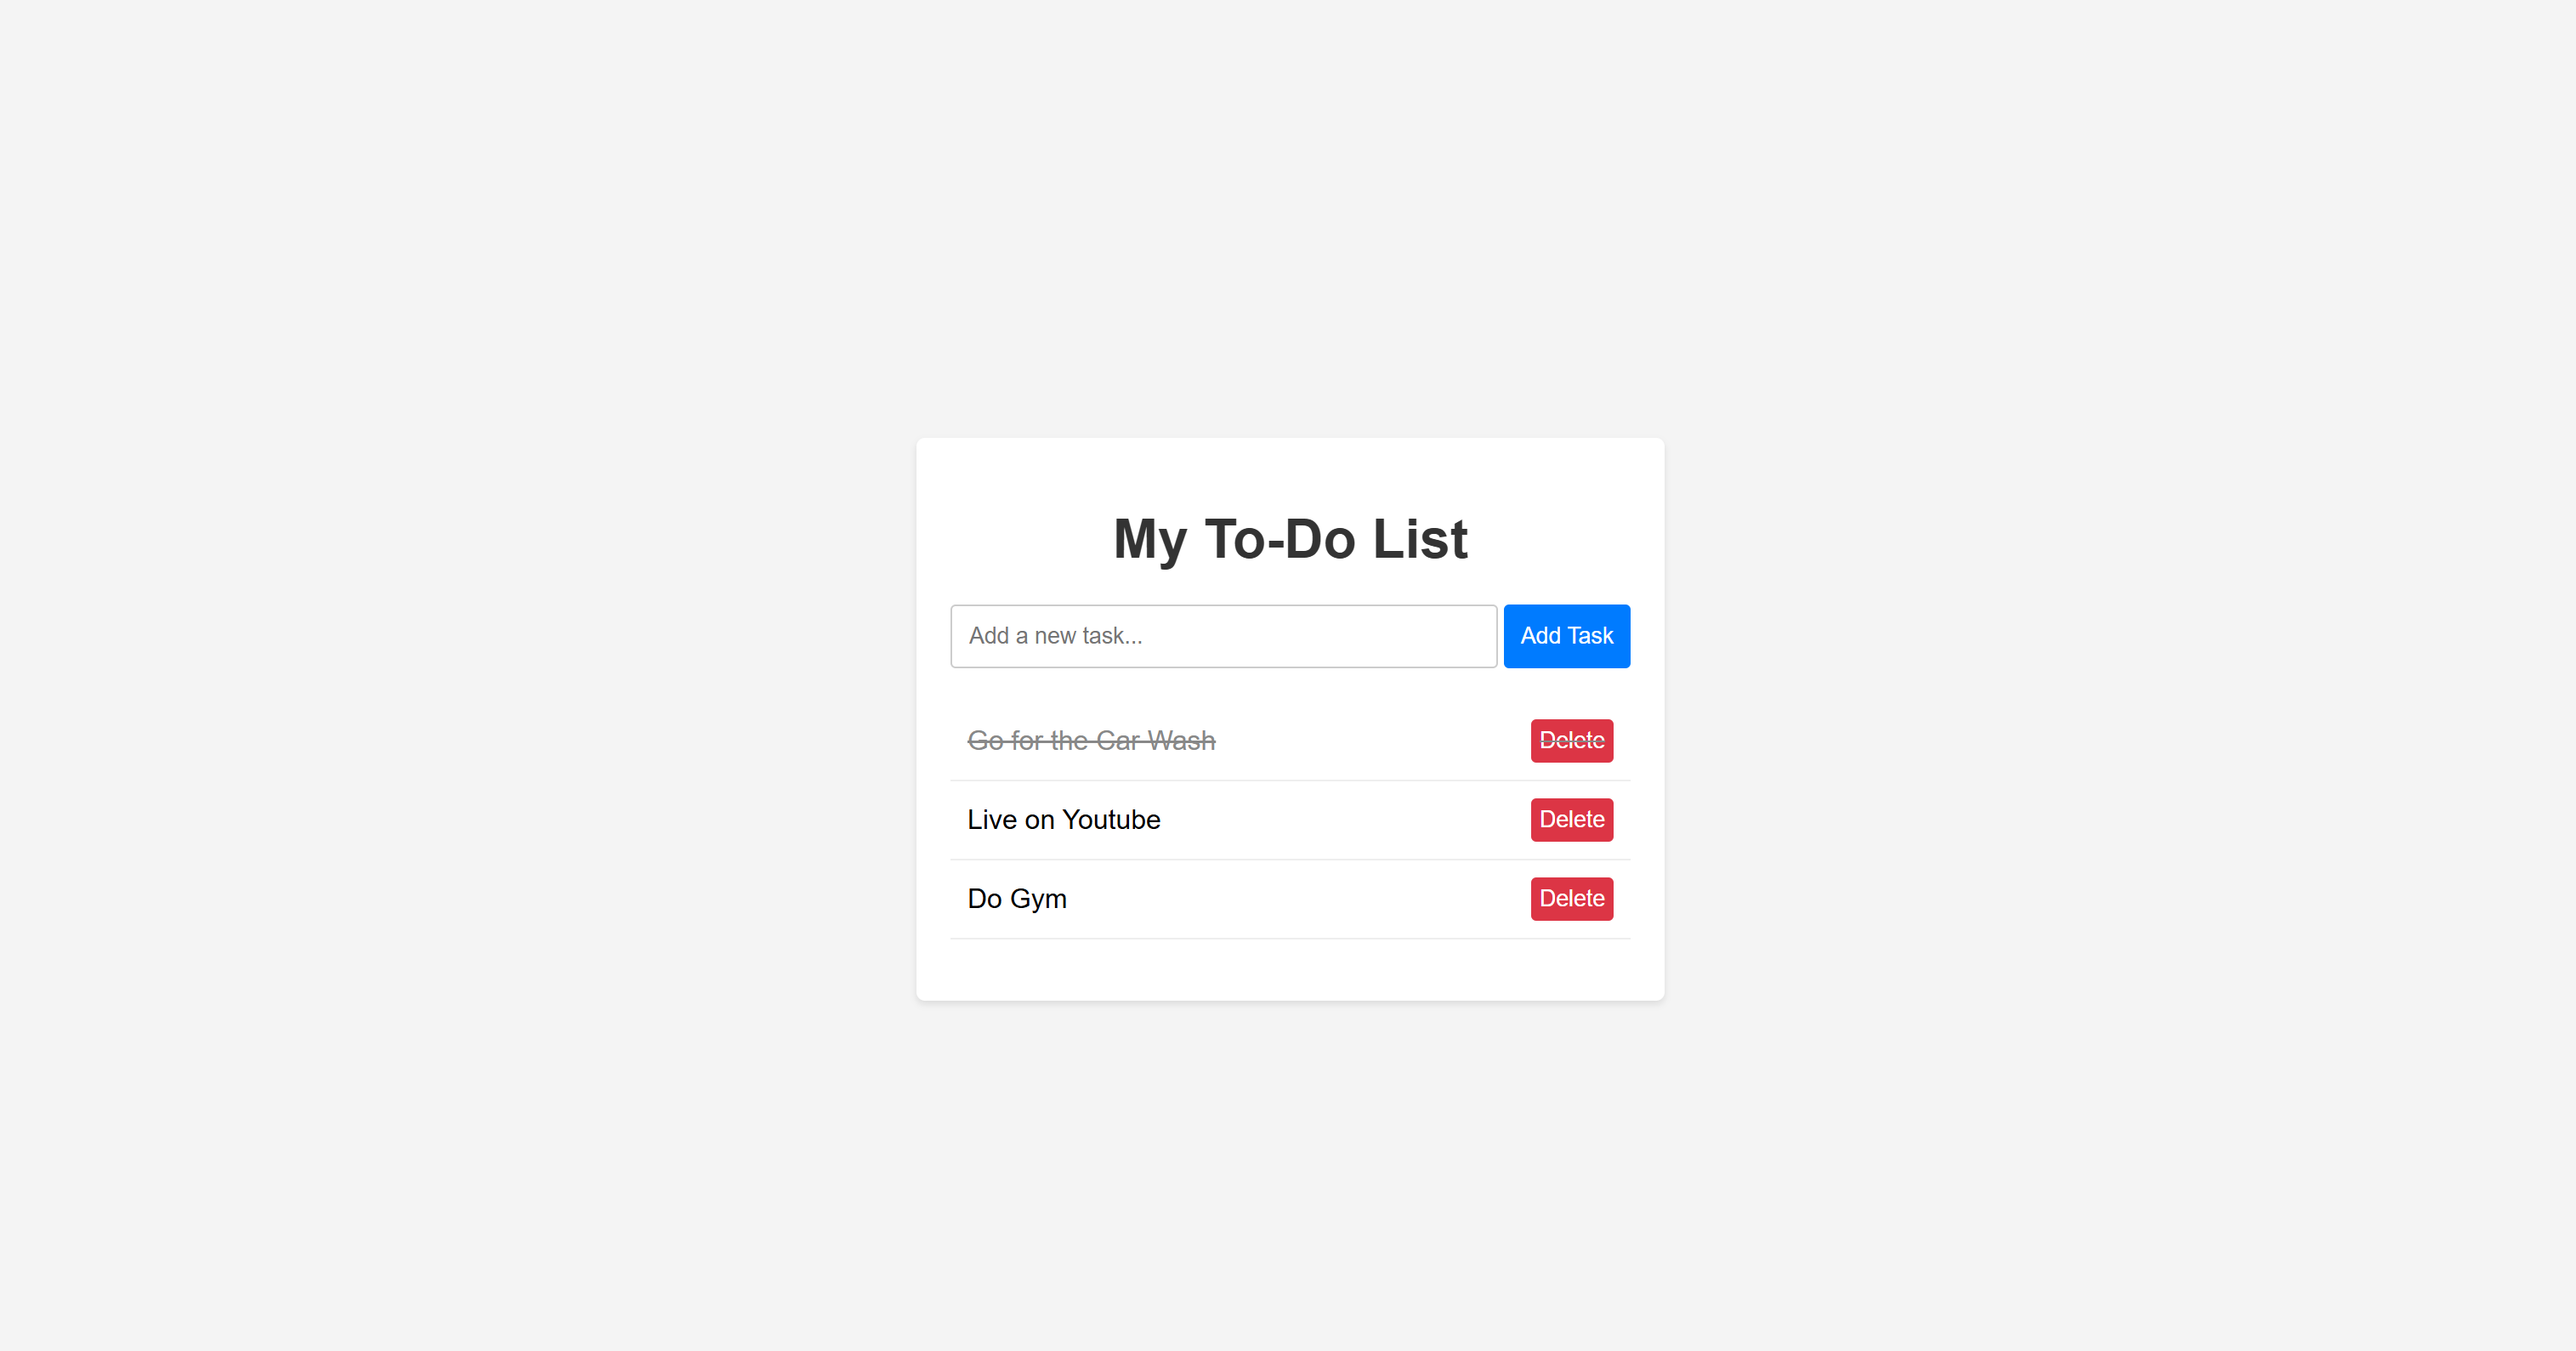 My To-Do List
Add a new task...
Add Task
Go for the Car Wash
Delete
Live on Youtube
Delete
Do Gym
Delete